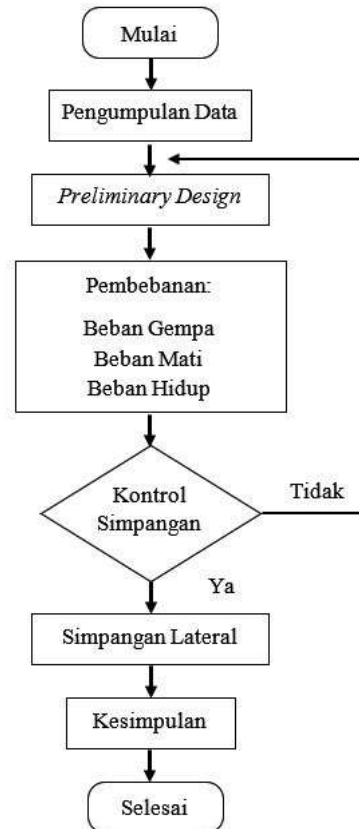 Mulai
Pengumpulan Data
Preliminary Design
Pembebanan:
Beban Gempa
Beban Mati
Beban Hidup
Kontrol
Simpangan
Tidak
Ya
Simpangan Lateral
Kesimpulan
Selesai